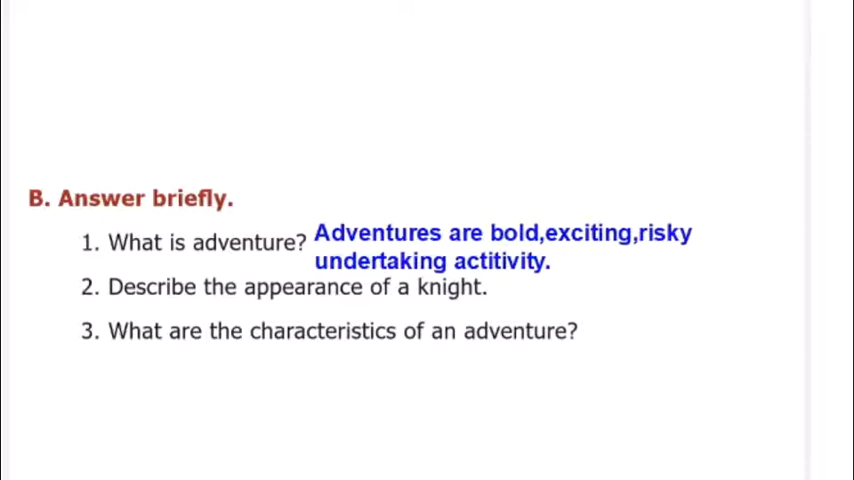 B. Answer briefly.
1. What is adventure? Adventures are bold,exciting,risky
undertaking actitivity.
2. Describe the appearance of a knight.
3. What are the characteristics of an adventure?